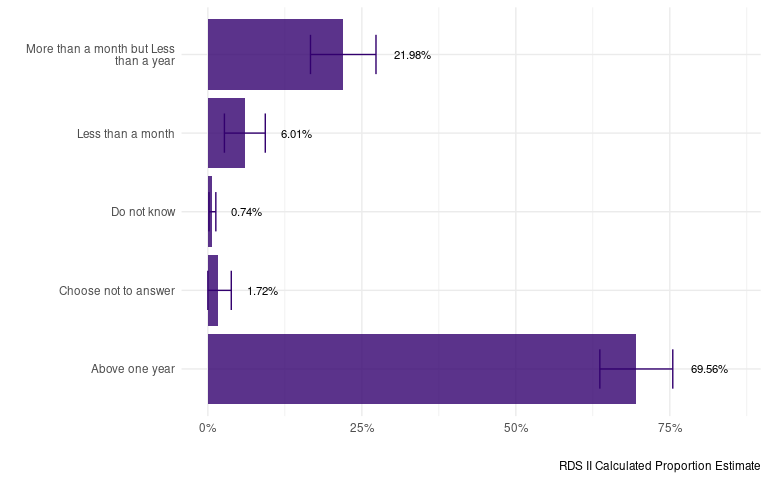 More than a month but Less
than a year
21.98%
Less than a month
6.01%
Do not know
0.74%
Choose not to answer
1.72%
Above one year
69.56%
0%
25%
50%
75%
RDS II Calculated Proportion Estimate